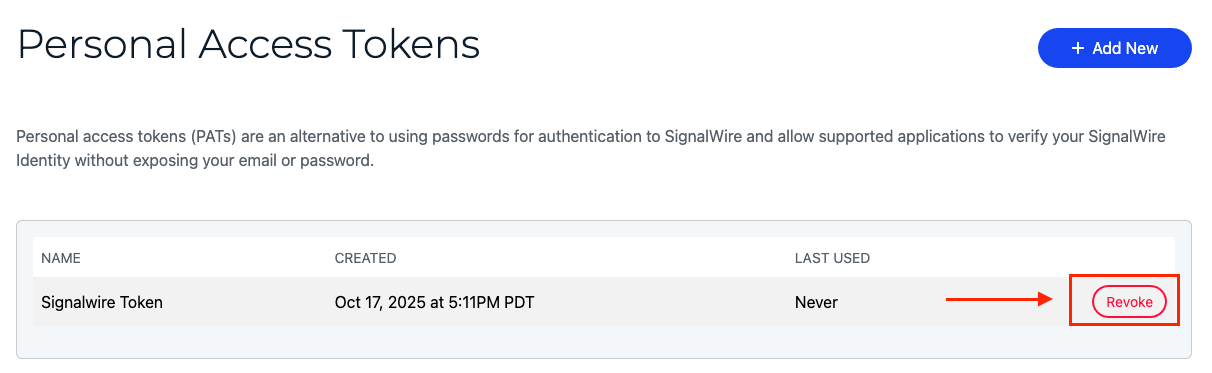 Personal Access Tokens
+ Add New
Personal access tokens (PATs) are an alternative to using passwords for authentication to SignalWire and allow supported applications to verify your SignalWire
Identity without exposing your email or password.
NAME CREATED LAST USED
Signalwire Token Oct 17, 2025 at 5:11PM PDT Never Revoke